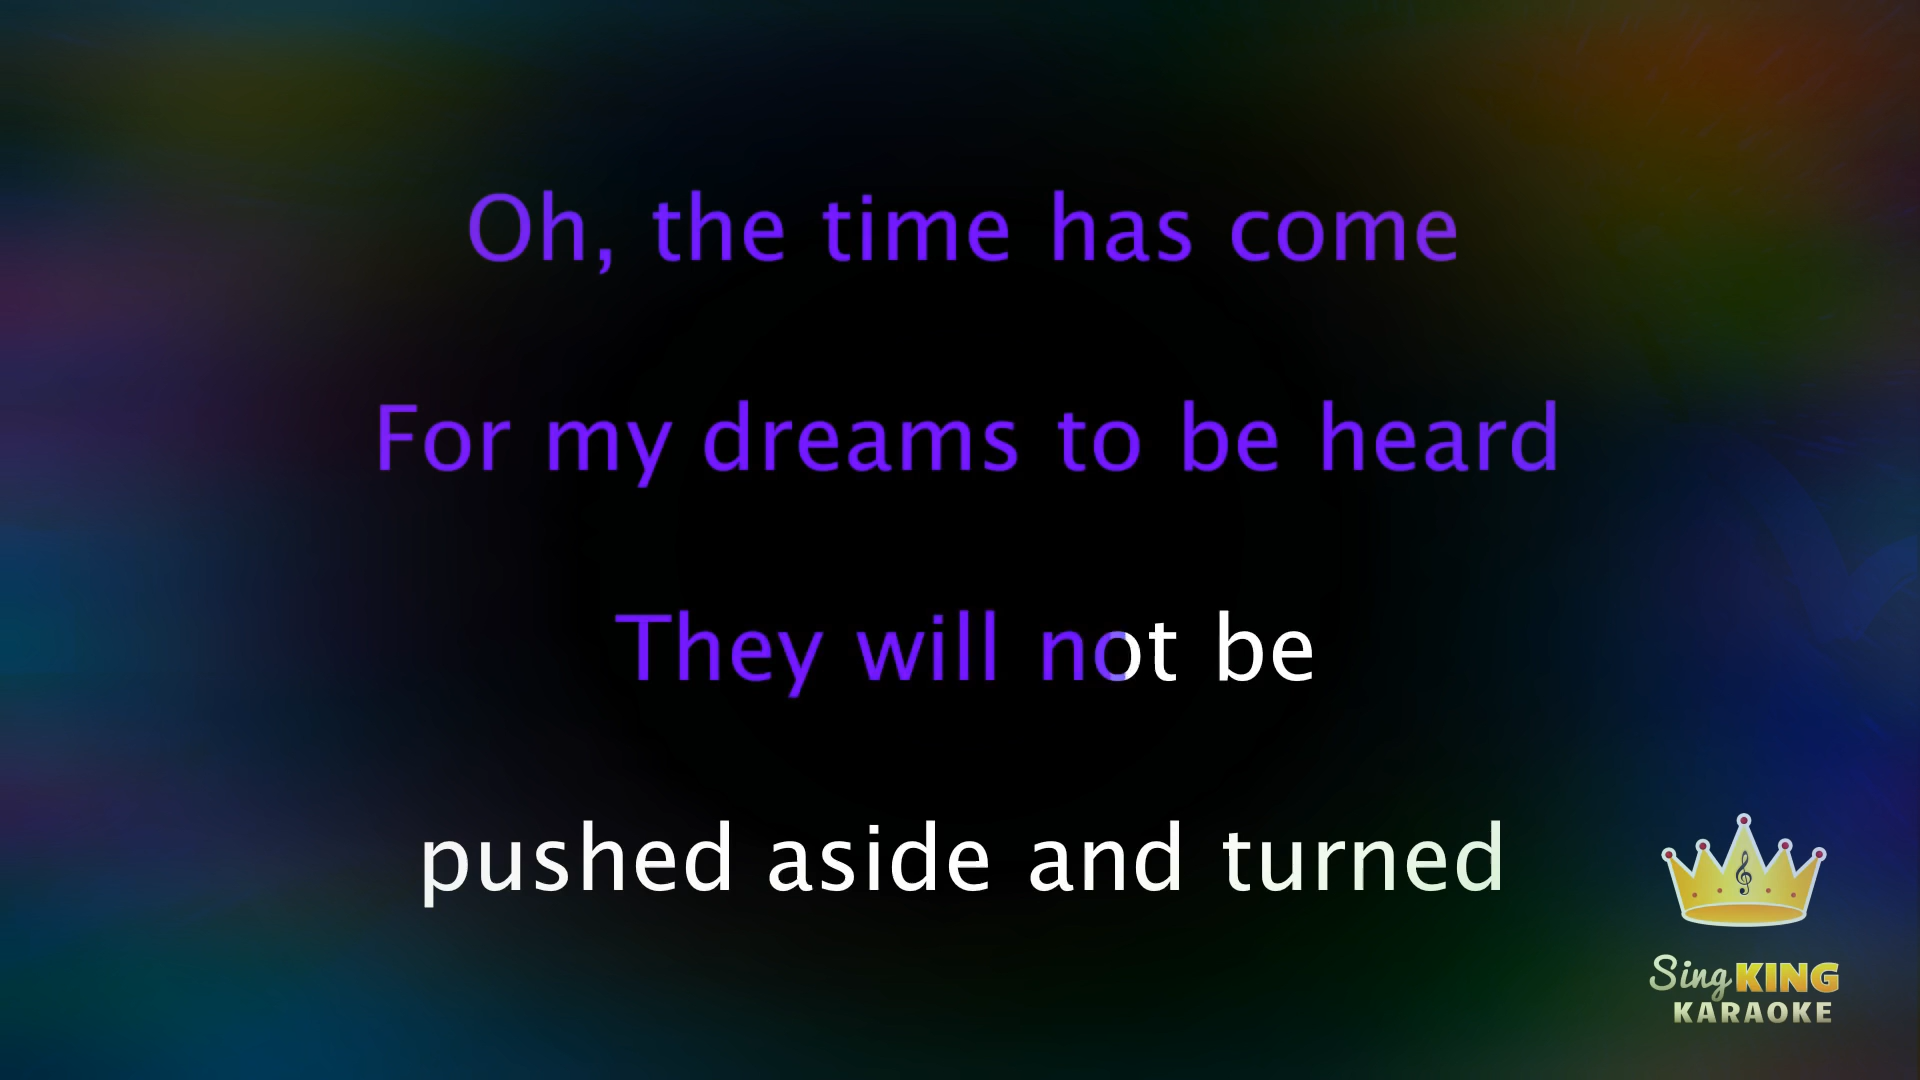 Oh, the time has come
For my dreams to be heard
They will not be
pushed aside and turned
Sing KING
KARAOKE